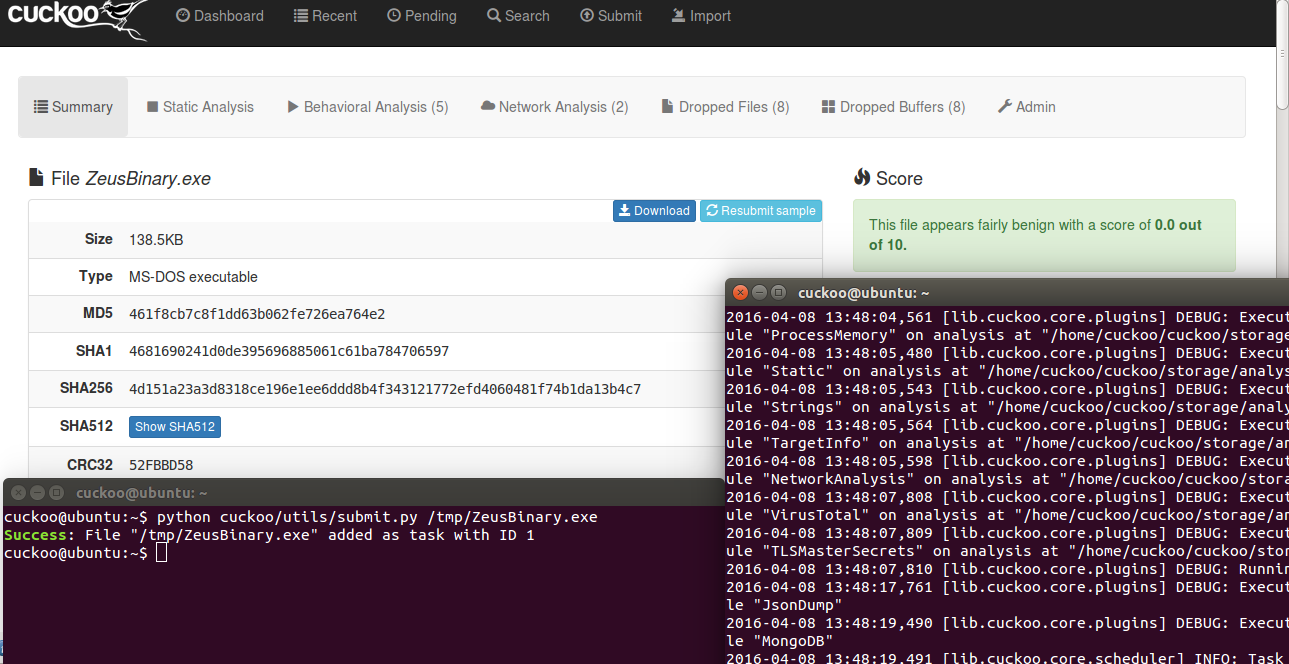 cuckoo Dashboard Recent Pending Search Submit Import
Summary Static Analysis Behavioral Analysis (5) Network Analysis (2) Dropped Files (8) Dropped Buffers (8) Admin
File ZeusBinary.exe
Download Resubmit sample
Size 138.5KB
Type MS-DOS executable
MD5 461f8cb7c8f1dd63b062fe726ea764e2
SHA1 4681690241d0de395696885061c61ba784706597
SHA256 4d151a23a3d8318ce196e1ee6ddd8b4f343121772efd4060481f74b1da13b4c7
SHA512 Show SHA512
CRC32 52FBBD58
Score
This file appears fairly benign with a score of 0.0 out
of 10.
cuckoo@ubuntu: ~
cuckoo@ubuntu:~$ python cuckoo/utils/submit.py /tmp/ZeusBinary.exe
Success: File "/tmp/ZeusBinary.exe" added as task with ID 1
cuckoo@ubuntu:~$
cuckoo@ubuntu: ~
2016-04-08 13:48:04,561 [lib.cuckoo.core.plugins] DEBUG: Execut
ule "ProcessMemory" on analysis at "/home/cuckoo/cuckoo/storage
2016-04-08 13:48:05,480 [lib.cuckoo.core.plugins] DEBUG: Execut
ule "Static" on analysis at "/home/cuckoo/cuckoo/storage/analys
2016-04-08 13:48:05,543 [lib.cuckoo.core.plugins] DEBUG: Execut
ule "Strings" on analysis at "/home/cuckoo/cuckoo/storage/analy
2016-04-08 13:48:05,564 [lib.cuckoo.core.plugins] DEBUG: Execut
ule "TargetInfo" on analysis at "/home/cuckoo/cuckoo/storage/an
2016-04-08 13:48:05,598 [lib.cuckoo.core.plugins] DEBUG: Execut
ule "NetworkAnalysis" on analysis at "/home/cuckoo/cuckoo/stora
2016-04-08 13:48:07,808 [lib.cuckoo.core.plugins] DEBUG: Execut
ule "VirusTotal" on analysis at "/home/cuckoo/cuckoo/storage/an
2016-04-08 13:48:07,809 [lib.cuckoo.core.plugins] DEBUG: Execut
ule "TLSMasterSecrets" on analysis at "/home/cuckoo/cuckoo/stor
2016-04-08 13:48:07,810 [lib.cuckoo.core.plugins] DEBUG: Runnin
2016-04-08 13:48:17,761 [lib.cuckoo.core.plugins] DEBUG: Execut
le "JsonDump"
2016-04-08 13:48:19,490 [lib.cuckoo.core.plugins] DEBUG: Execut
le "MongoDB"
2016-04-08 13:48:19,491 [lib.cuckoo.core.scheduler] INFO: Task